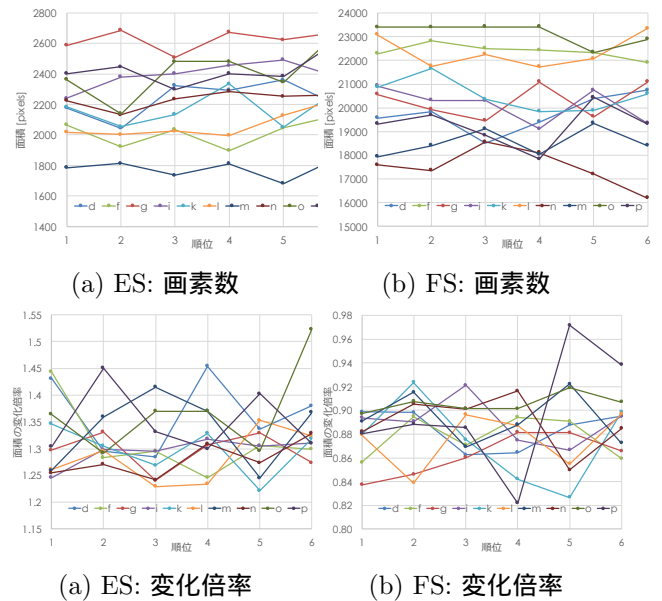 2800
2600
2400
2200
2000
1800
1600
1400
面積 [pixels]
1 2 3 4 5
順位
d f g i k l m n o
24000
23000
22000
21000
20000
19000
18000
17000
16000
15000
面積 [pixels]
1 2 3 4 5 6
順位
d f g i k l n m o p
(a) ES: 画素数
(b) FS: 画素数
1.55
1.5
1.45
1.4
1.35
1.3
1.25
1.2
1.15
面積の変化倍率
1 2 3 4 5 6
順位
d f g i k l m n o p
0.98
0.96
0.94
0.92
0.90
0.88
0.86
0.84
0.82
0.80
面積の変化倍率
1 2 3 4 5 6
順位
d f g i k l m n o p
(a) ES: 変化倍率
(b) FS: 変化倍率